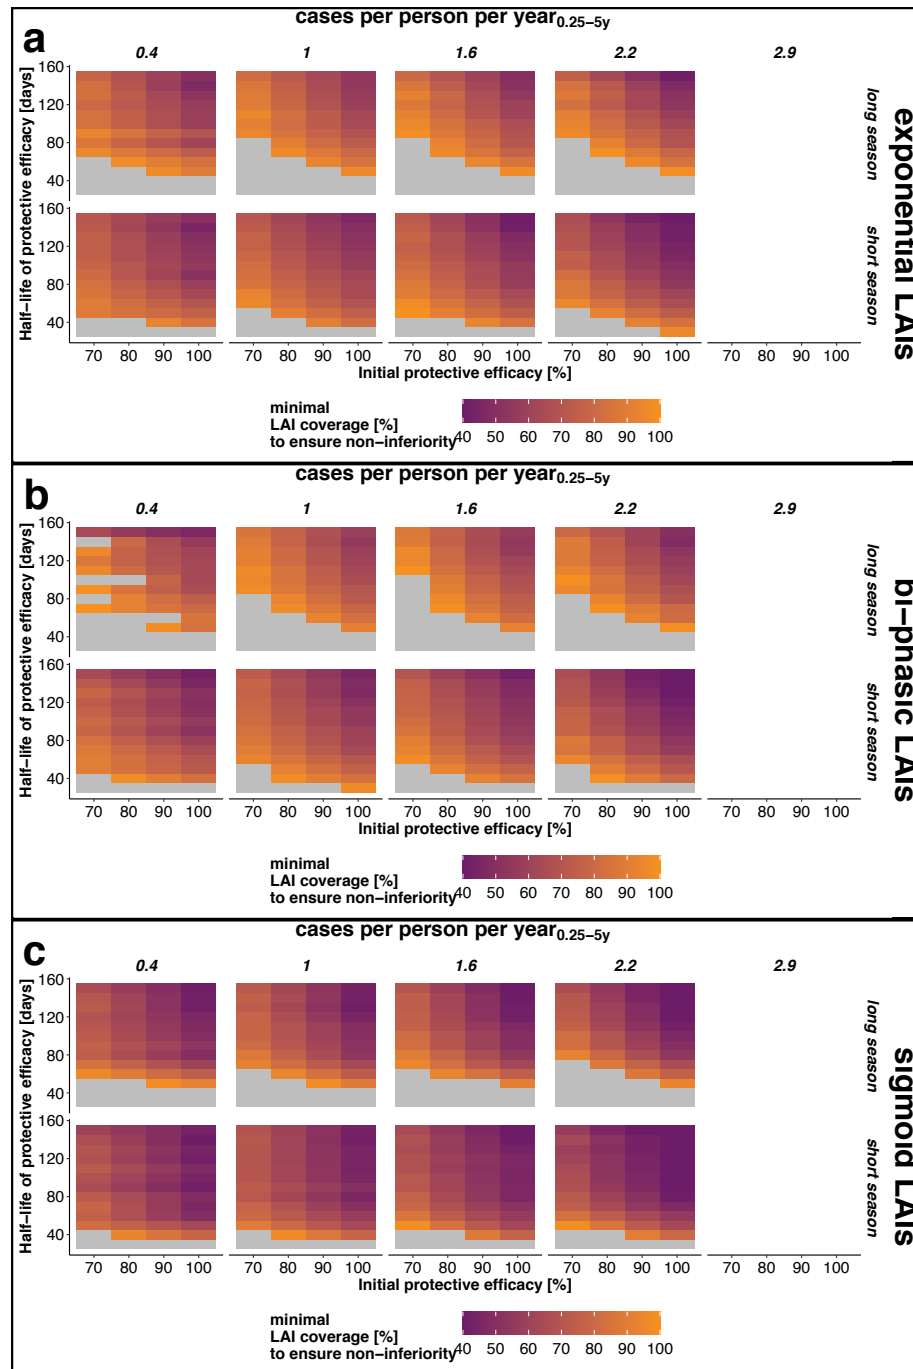 a
cases per person per year0.25−5y
0.4 1 1.6 2.2 2.9
Half−life of protective efficacy [days]
160
120
80
40
long season
160
120
80
40
short season
exponential LAIs
70 80 90 100 70 80 90 100 70 80 90 100 70 80 90 100 70 80 90 100
Initial protective efficacy [%]
minimal
LAI coverage [%]
to ensure non−inferiority
40 50 60 70 80 90 100
b
cases per person per year0.25−5y
0.4 1 1.6 2.2 2.9
Half−life of protective efficacy [days]
160
120
80
40
long season
160
120
80
40
short season
bi−phasic LAIs
70 80 90 100 70 80 90 100 70 80 90 100 70 80 90 100 70 80 90 100
Initial protective efficacy [%]
minimal
LAI coverage [%]
to ensure non−inferiority
40 50 60 70 80 90 100
c
cases per person per year0.25−5y
0.4 1 1.6 2.2 2.9
Half−life of protective efficacy [days]
160
120
80
40
long season
160
120
80
40
short season
sigmoid LAIs
70 80 90 100 70 80 90 100 70 80 90 100 70 80 90 100 70 80 90 100
Initial protective efficacy [%]
minimal
LAI coverage [%]
to ensure non−inferiority
40 50 60 70 80 90 100